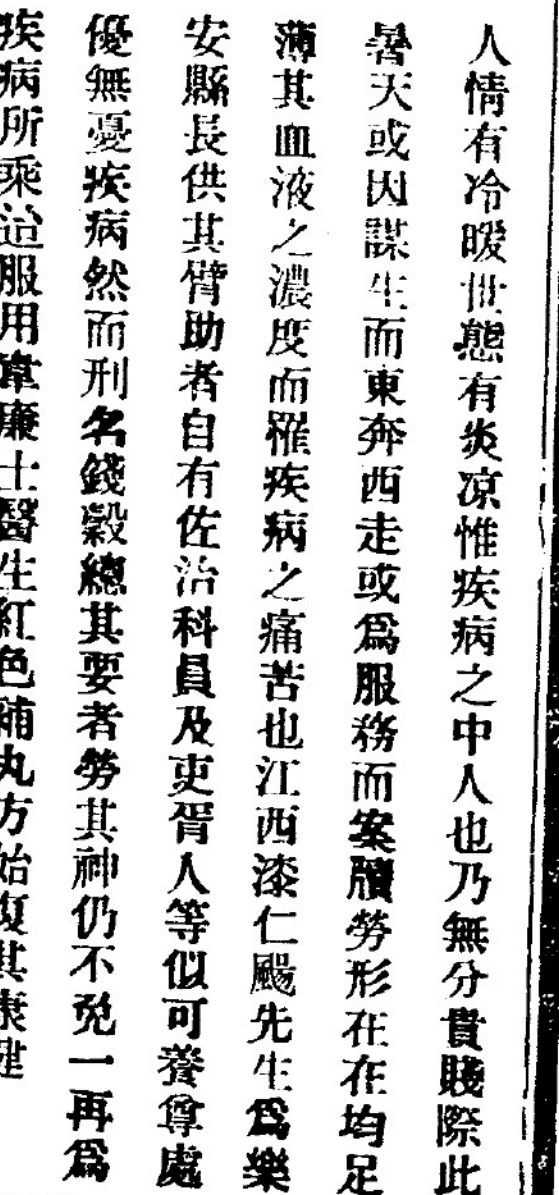 人情有冷暖世態有炎凉惟疾病之中人也乃無分貴賤際此
暑天或因謀生而東奔西走或爲服務而案牘勞形在在均足
薄其血液之濃度而罹疾病之痛苦也江西漆仁颺先生爲樂
安縣長供其臂助者自有佐治科員及吏胥人等似可養尊處
優無憂疾病然而刑名錢穀總其要者勞其神仍不免一再爲
疾病所乘迨服用韋廉士醫生紅色補丸方始復其康健